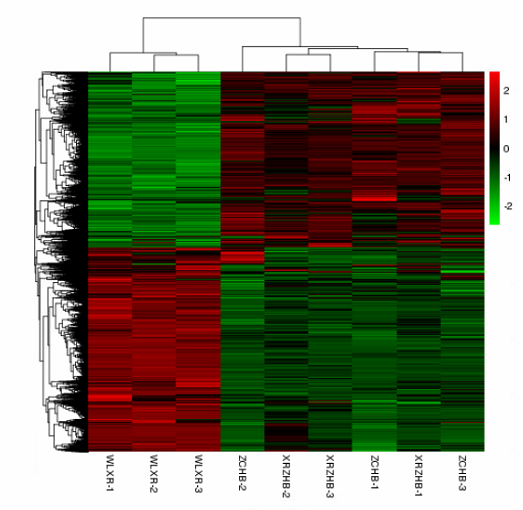 2
1
0
-1
-2
WLXR-1
WLXR-2
WLXR-3
ZCHB-2
XRZHB-2
XRZHB-3
ZCHB-1
XRZHB-1
ZCHB-3